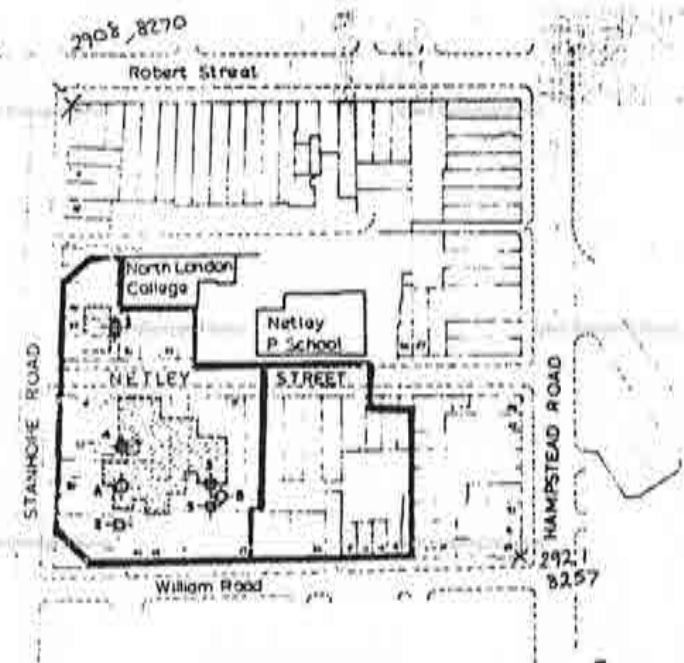 2908, 8270
Robert Street
North London
College
Netley
P School
NETLEY STREET
STANHOPE ROAD
HAMPSTEAD ROAD
A
A
B
2921
8257
William Road